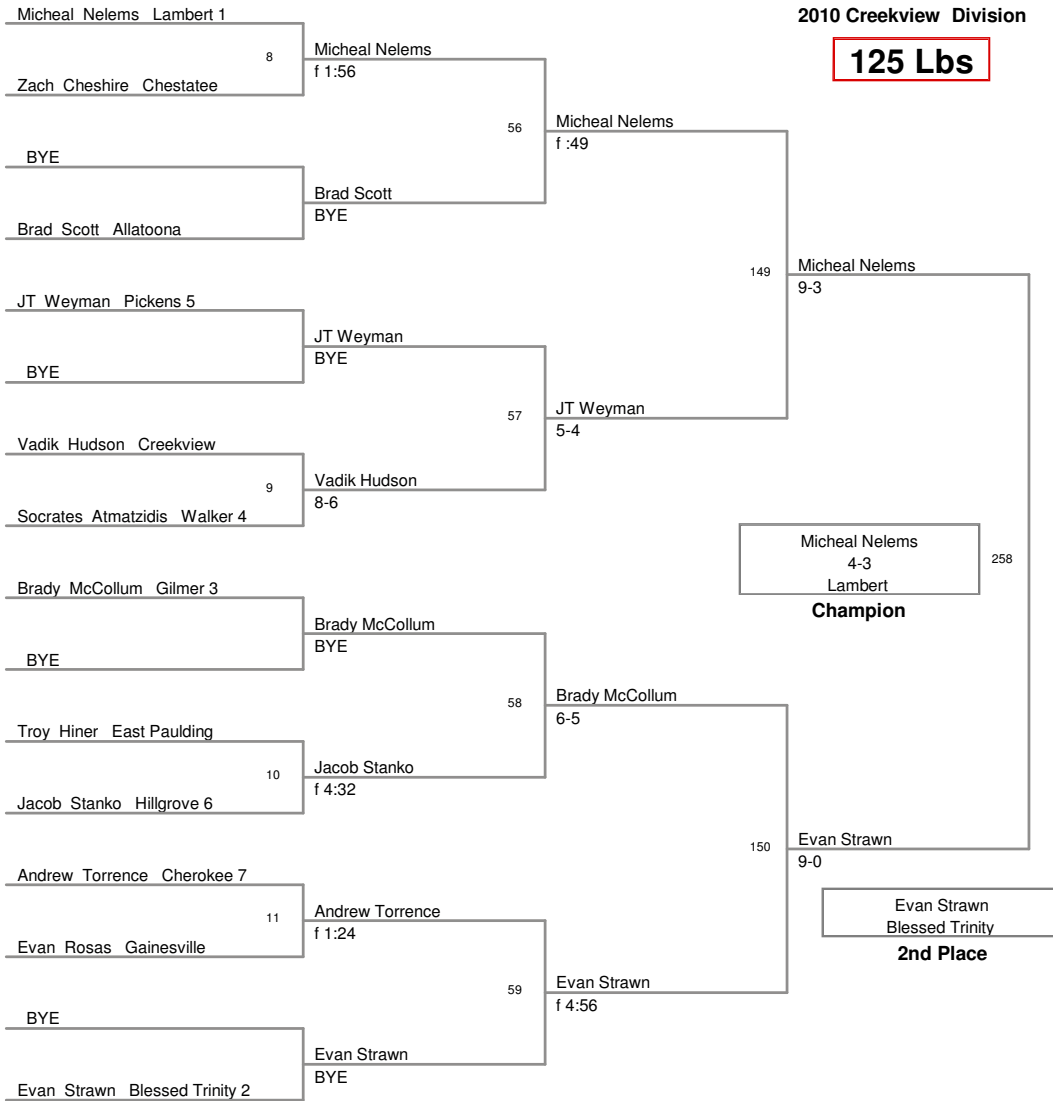 2010 Creekview Division
125 Lbs
Micheal Nelems Lambert 1
8
Zach Cheshire Chestatee
Micheal Nelems
f 1:56
BYE
Brad Scott Allatoona
Brad Scott
BYE
56
Micheal Nelems
f :49
JT Weyman Pickens 5
BYE
JT Weyman
BYE
Vadik Hudson Creekview
9
Socrates Atmatzidis Walker 4
Vadik Hudson
8-6
57
JT Weyman
5-4
149
Micheal Nelems
9-3
Brady McCollum Gilmer 3
BYE
Brady McCollum
BYE
Troy Hiner East Paulding
10
Jacob Stanko Hillgrove 6
Jacob Stanko
f 4:32
58
Brady McCollum
6-5
Andrew Torrence Cherokee 7
11
Evan Rosas Gainesville
Andrew Torrence
f 1:24
BYE
Evan Strawn Blessed Trinity 2
Evan Strawn
BYE
59
Evan Strawn
f 4:56
150
Evan Strawn
9-0
258
Micheal Nelems
4-3
Lambert
Champion
Evan Strawn
Blessed Trinity
2nd Place